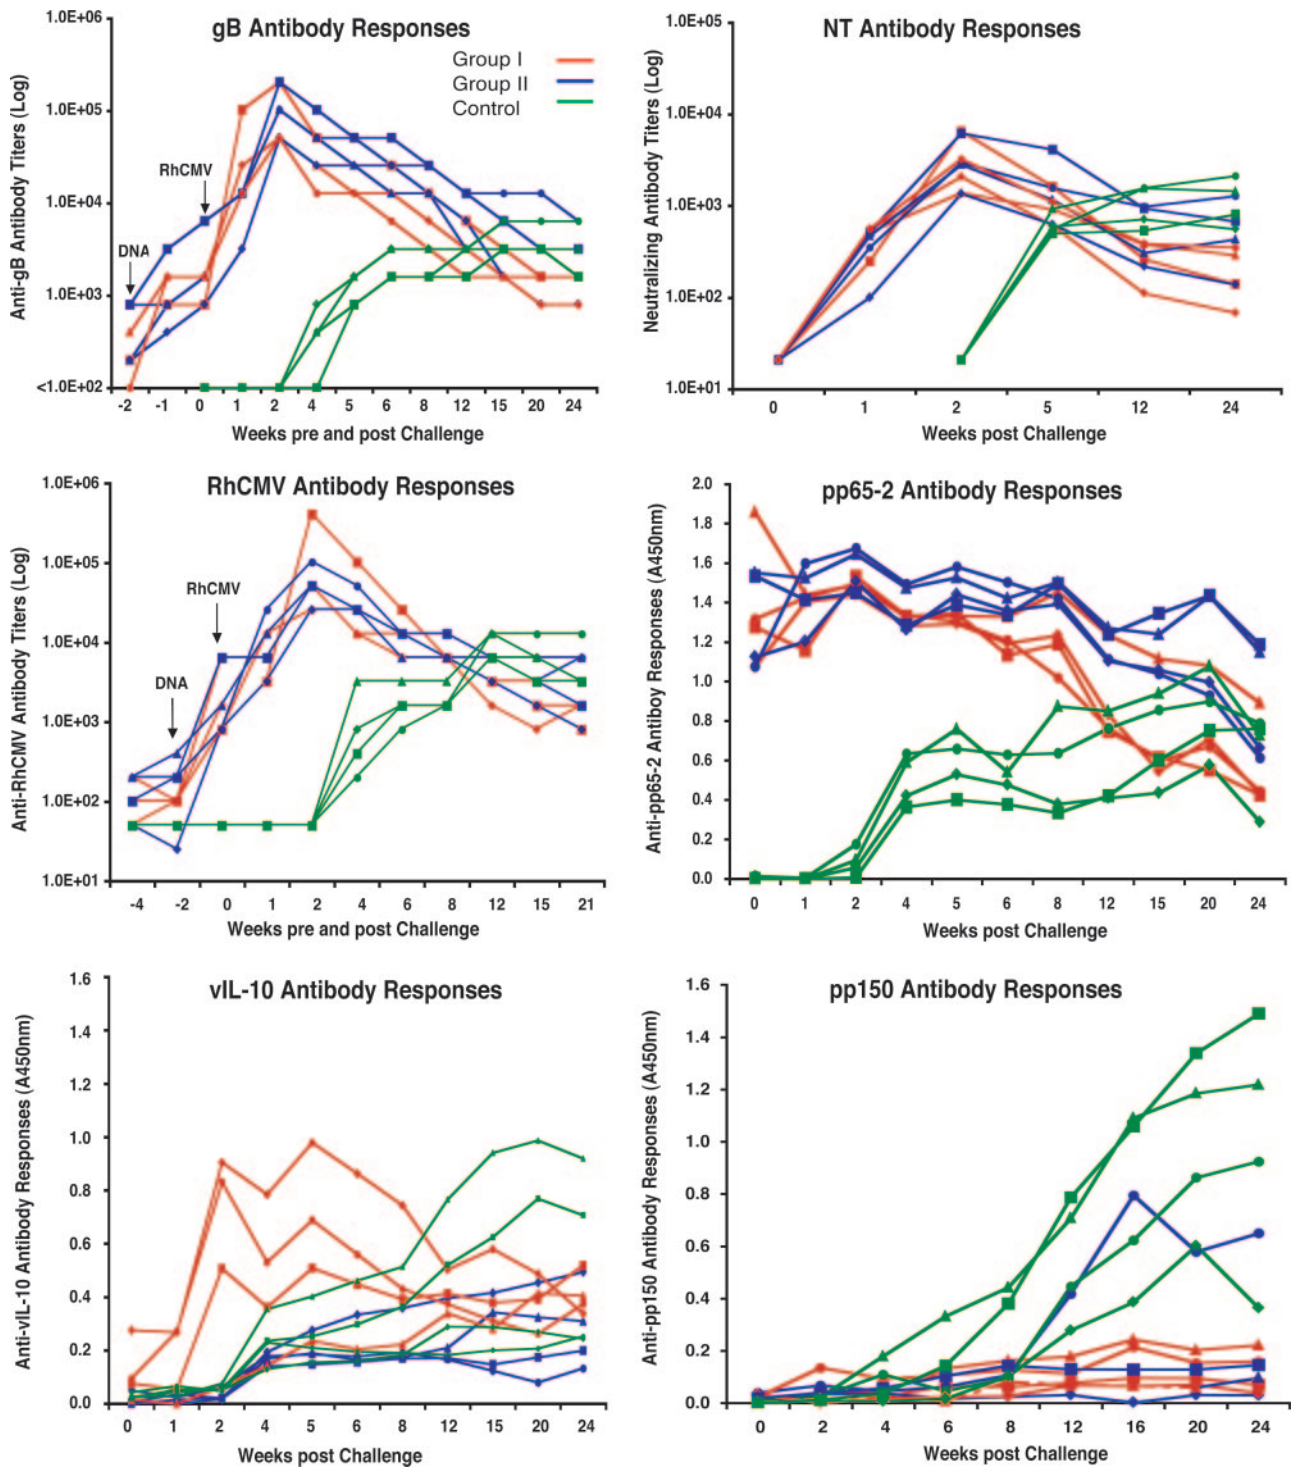 gB Antibody Responses
1.0E+06
1.0E+05
1.0E+04
1.0E+03
<1.0E+02
Anti-gB Antibody Titers (Log)
Group I
Group II
Control
RhCMV
DNA
-2 -1 0 1 2 4 5 6 8 12 15 20 24
Weeks pre and post Challenge
NT Antibody Responses
1.0E+05
1.0E+04
1.0E+03
1.0E+02
1.0E+01
Neutralizing Antibody Titers (Log)
0 1 2 5 12 24
Weeks post Challenge
RhCMV Antibody Responses
1.0E+06
1.0E+05
1.0E+04
1.0E+03
1.0E+02
1.0E+01
Anti-RhCMV Antibody Titers (Log)
RhCMV
DNA
-4 -2 0 1 2 4 6 8 12 15 21
Weeks pre and post Challenge
pp65-2 Antibody Responses
2.0
1.8
1.6
1.4
1.2
1.0
0.8
0.6
0.4
0.2
0.0
Anti-pp65-2 Antiboy Responses (A450nm)
0 1 2 4 5 6 8 12 15 20 24
Weeks post Challenge
vIL-10 Antibody Responses
1.6
1.4
1.2
1.0
0.8
0.6
0.4
0.2
0.0
Anti-vIL-10 Antibody Responses (A450nm)
0 1 2 4 5 6 8 12 15 20 24
Weeks post Challenge
pp150 Antibody Responses
1.6
1.4
1.2
1.0
0.8
0.6
0.4
0.2
0.0
Anti-pp150 Antibody Responses (A450nm)
0 2 4 6 8 12 16 20 24
Weeks post Challenge